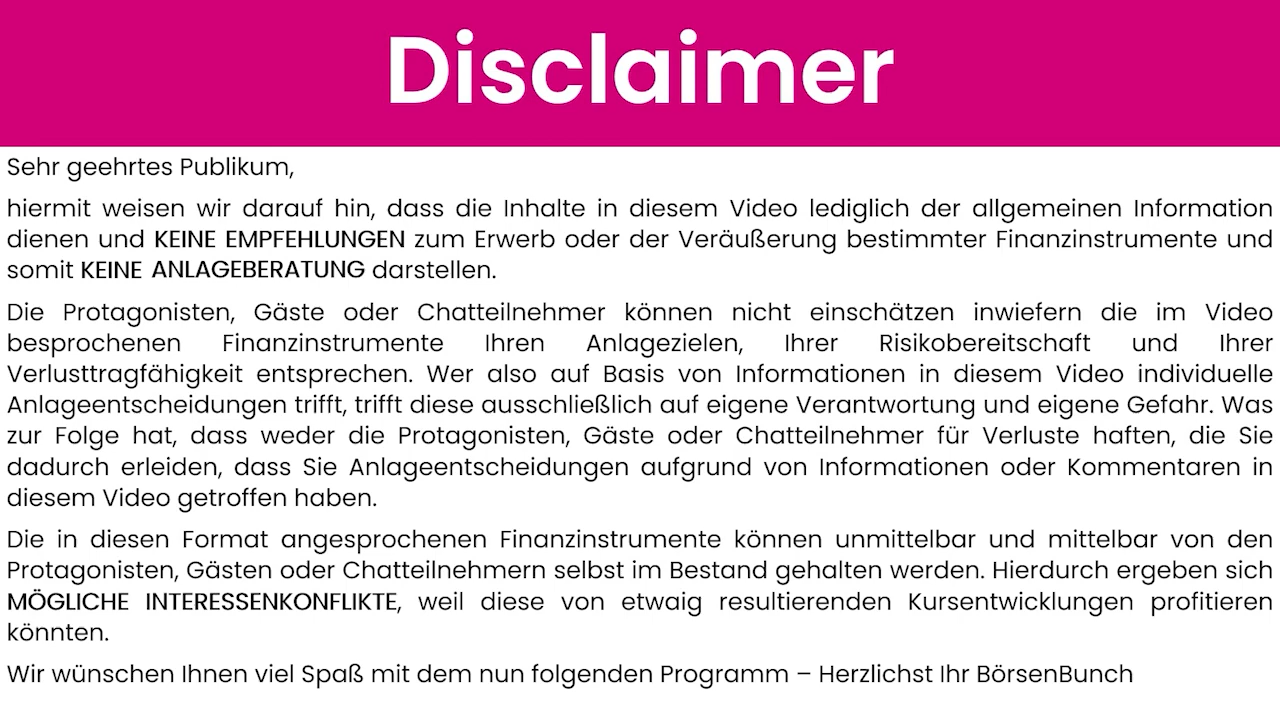 Disclaimer
Sehr geehrtes Publikum,
hiermit weisen wir darauf hin, dass die Inhalte in diesem Video lediglich der allgemeinen Information
dienen und KEINE EMPFEHLUNGEN zum Erwerb oder der Veräußerung bestimmter Finanzinstrumente und
somit KEINE ANLAGEBERATUNG darstellen.
Die Protagonisten, Gäste oder Chatteilnehmer können nicht einschätzen inwiefern die im Video
besprochenen Finanzinstrumente Ihren Anlagezielen, Ihrer Risikobereitschaft und Ihrer
Verlusttragfähigkeit entsprechen. Wer also auf Basis von Informationen in diesem Video individuelle
Anlageentscheidungen trifft, trifft diese ausschließlich auf eigene Verantwortung und eigene Gefahr. Was
zur Folge hat, dass weder die Protagonisten, Gäste oder Chatteilnehmer für Verluste haften, die Sie
dadurch erleiden, dass Sie Anlageentscheidungen aufgrund von Informationen oder Kommentaren in
diesem Video getroffen haben.
Die in diesen Format angesprochenen Finanzinstrumente können unmittelbar und mittelbar von den
Protagonisten, Gästen oder Chatteilnehmern selbst im Bestand gehalten werden. Hierdurch ergeben sich
MÖGLICHE INTERESSENKONFLIKTE, weil diese von etwaig resultierenden Kursentwicklungen profitieren
könnten.
Wir wünschen Ihnen viel Spaß mit dem nun folgenden Programm – Herzlichst Ihr BörsenBunch